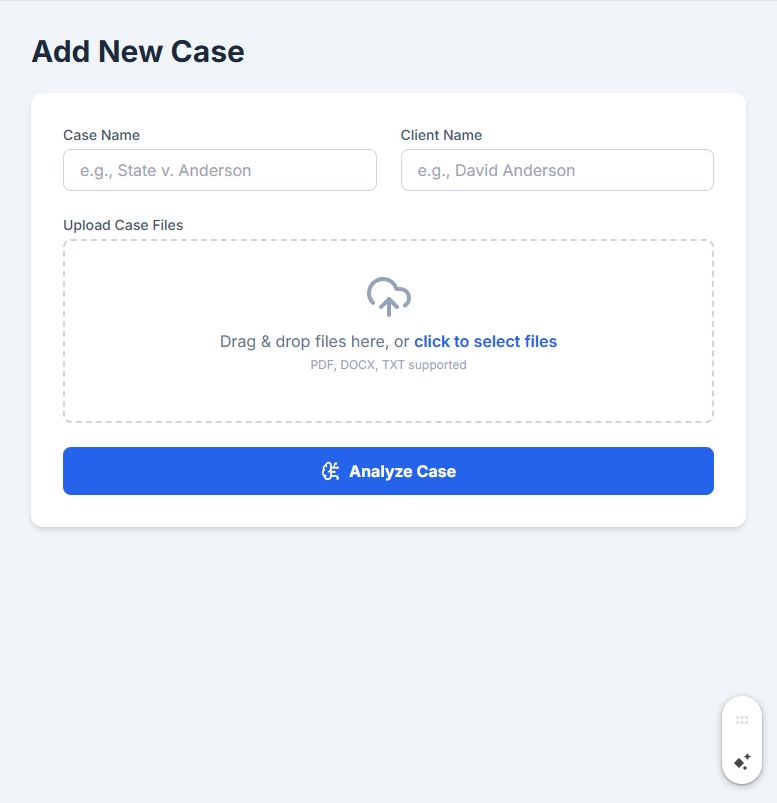 Add New Case
Case Name
Client Name
e.g., State v. Anderson
e.g., David Anderson
Upload Case Files
Drag & drop files here, or click to select files
PDF, DOCX, TXT supported
Analyze Case